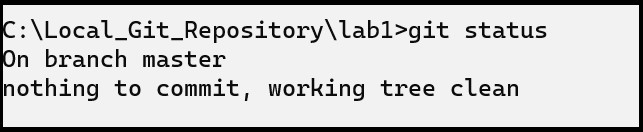 C:\Local_Git_Repository\lab1>git status
On branch master
nothing to commit, working tree clean